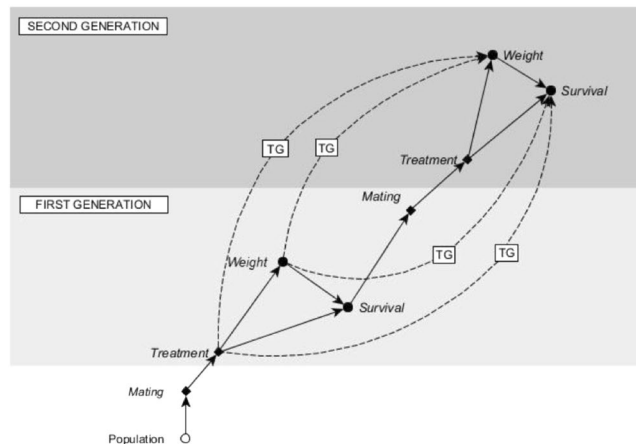 SECOND GENERATION
Weight
Survival
TG
TG
Treatment
FIRST GENERATION
Mating
Weight
TG
TG
Survival
Treatment
Mating
Population